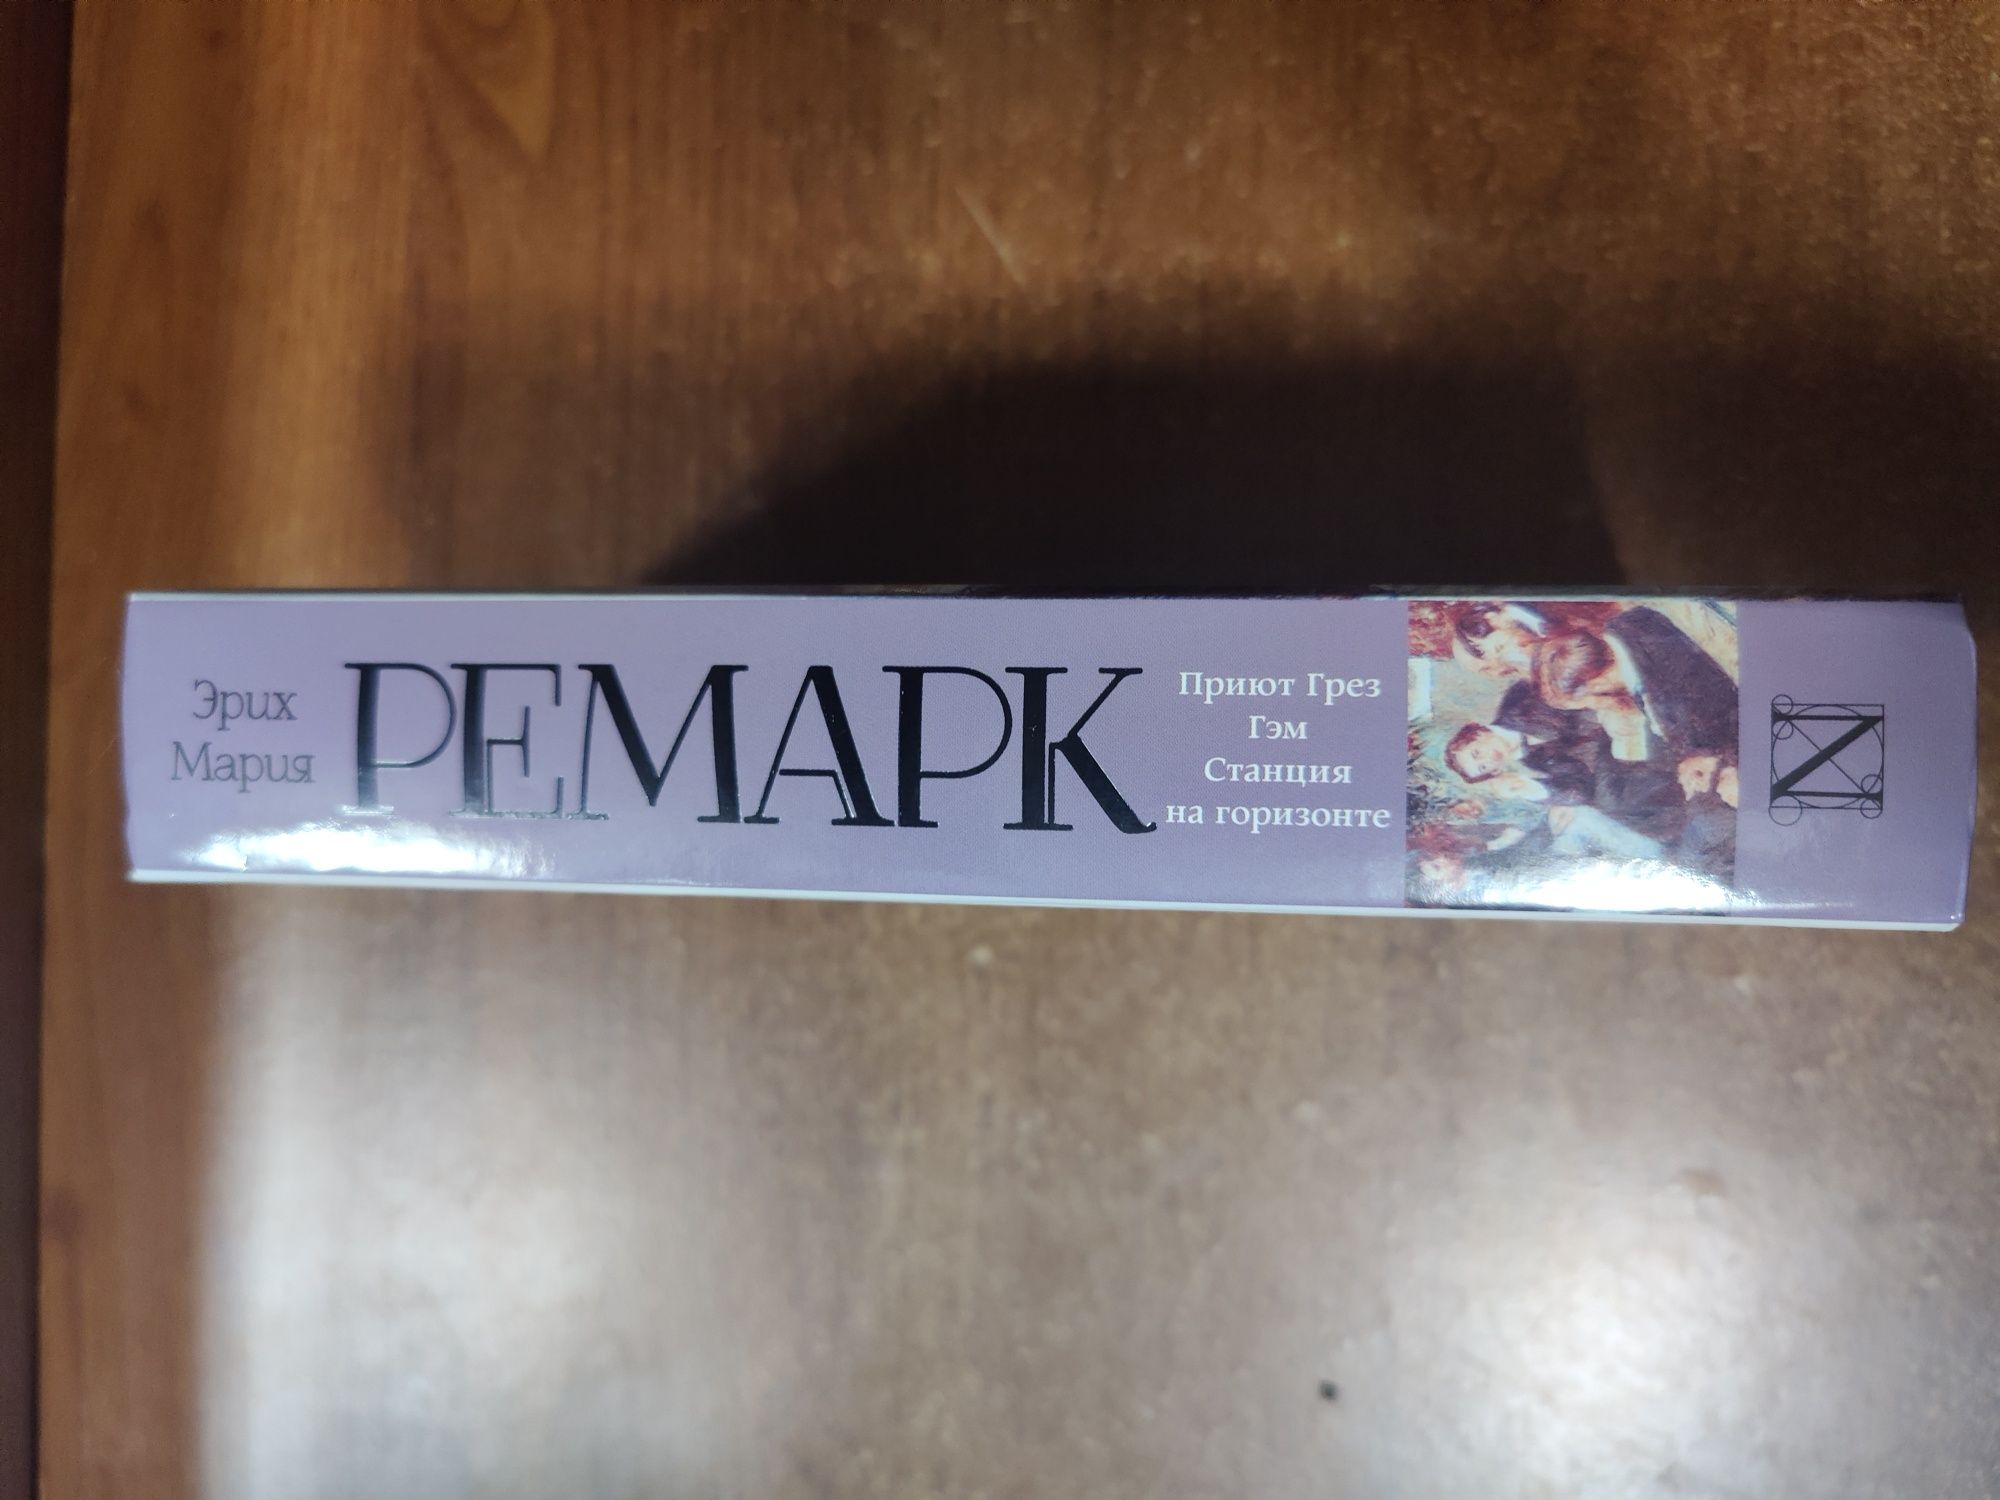 Эрих
Мария
РЕМАРК
Приют Грез
Гэм
Станция
на горизонте